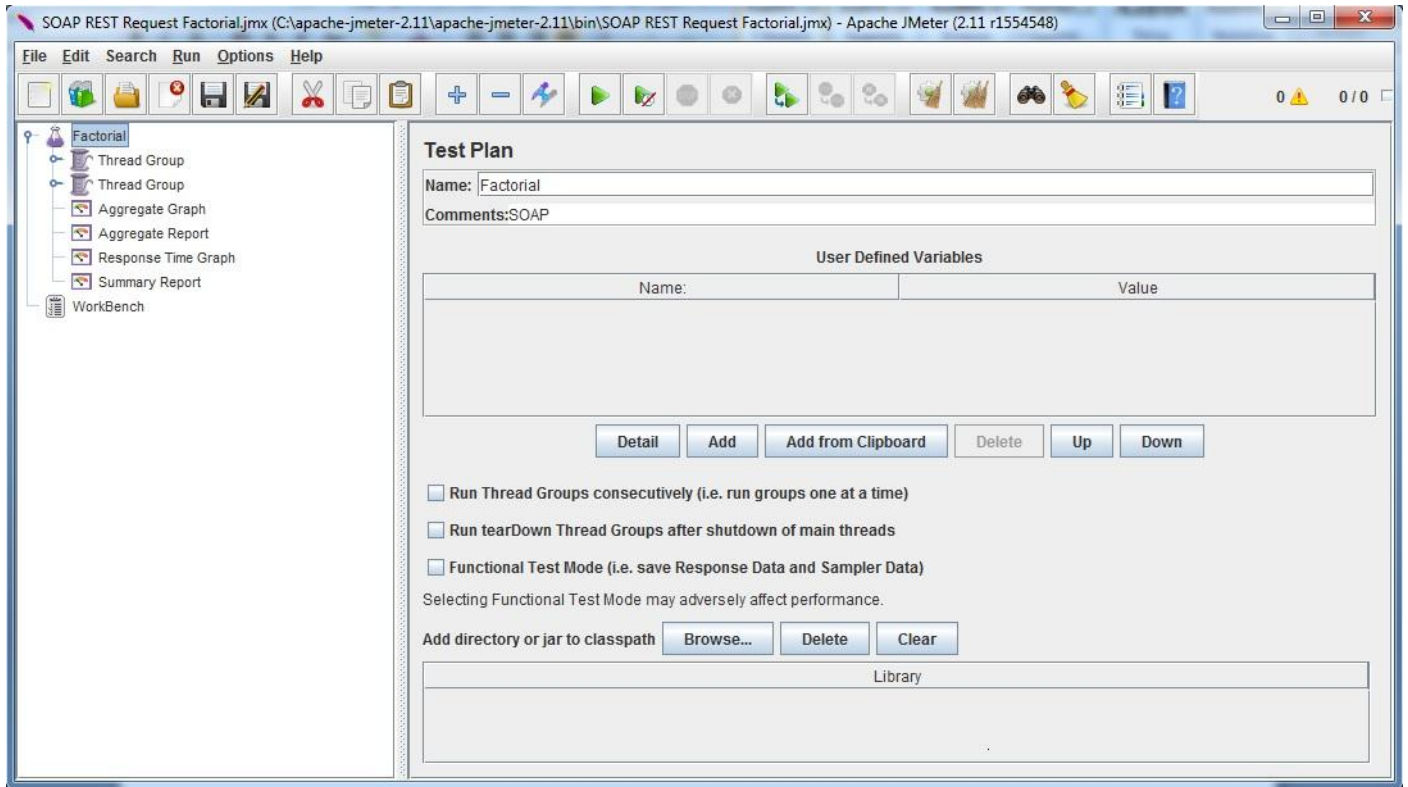 SOAP REST Request Factorial.jmx (C:\apache-jmeter-2.11\apache-jmeter-2.11\bin\SOAP REST Request Factorial.jmx) - Apache JMeter (2.11 r1554548)
File Edit Search Run Options Help
0 0 / 0
Factorial
Thread Group
Thread Group
Aggregate Graph
Aggregate Report
Response Time Graph
Summary Report
WorkBench
Test Plan
Name: Factorial
Comments: SOAP
User Defined Variables
Name: Value
Detail Add Add from Clipboard Delete Up Down
Run Thread Groups consecutively (i.e. run groups one at a time)
Run tearDown Thread Groups after shutdown of main threads
Functional Test Mode (i.e. save Response Data and Sampler Data)
Selecting Functional Test Mode may adversely affect performance.
Add directory or jar to classpath Browse... Delete Clear
Library